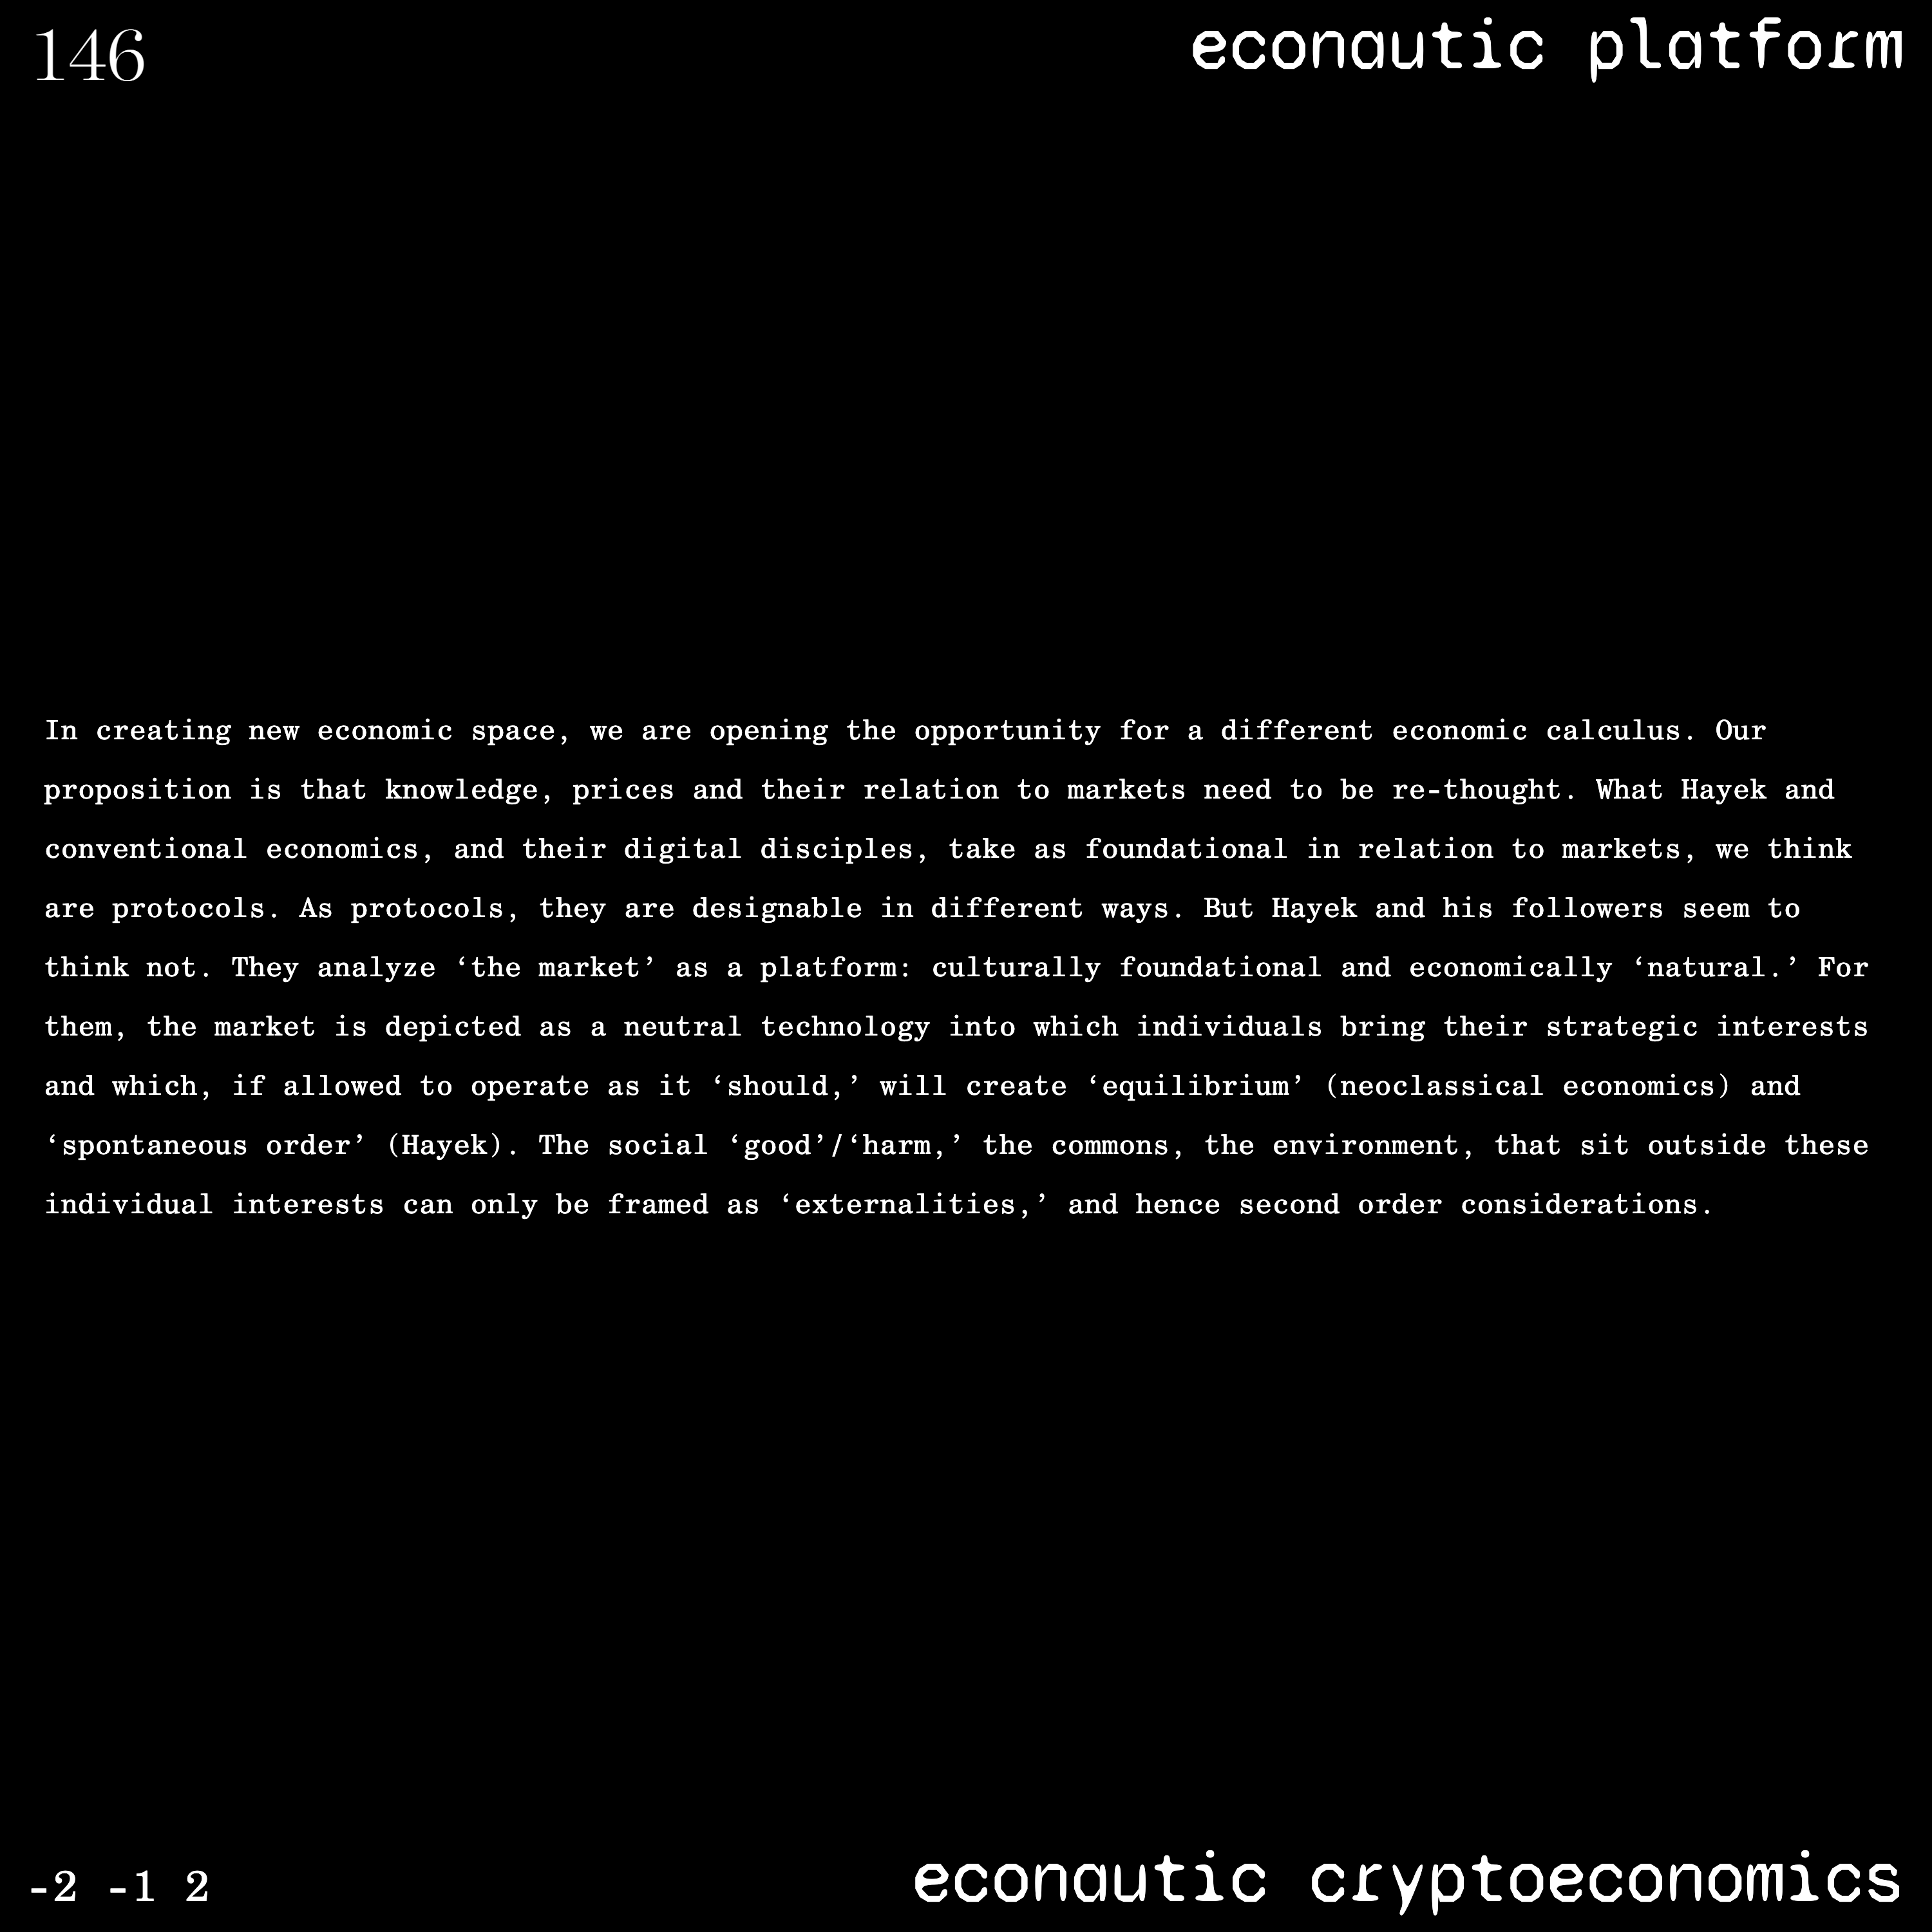 146
econautic platform
In creating new economic space, we are opening the opportunity for a different economic calculus. Our
proposition is that knowledge, prices and their relation to markets need to be re-thought. What Hayek and
conventional economics, and their digital disciples, take as foundational in relation to markets, we think
are protocols. As protocols, they are designable in different ways. But Hayek and his followers seem to
think not. They analyze ‘the market’ as a platform: culturally foundational and economically ‘natural.’ For
them, the market is depicted as a neutral technology into which individuals bring their strategic interests
and which, if allowed to operate as it ‘should,’ will create ‘equilibrium’ (neoclassical economics) and
‘spontaneous order’ (Hayek). The social ‘good’/‘harm,’ the commons, the environment, that sit outside these
individual interests can only be framed as ‘externalities,’ and hence second order considerations.
-2 -1 2
econautic cryptoeconomics